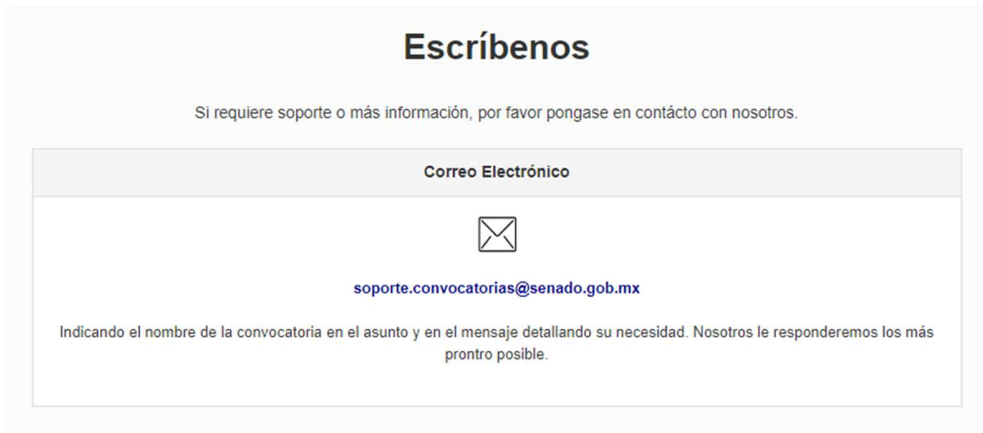 Escríbenos
Si requiere soporte o más información, por favor pongase en contácto con nosotros.
Correo Electrónico
soporte.convocatorias@senado.gob.mx
Indicando el nombre de la convocatoria en el asunto y en el mensaje detallando su necesidad. Nosotros le responderemos los más
prontro posible.